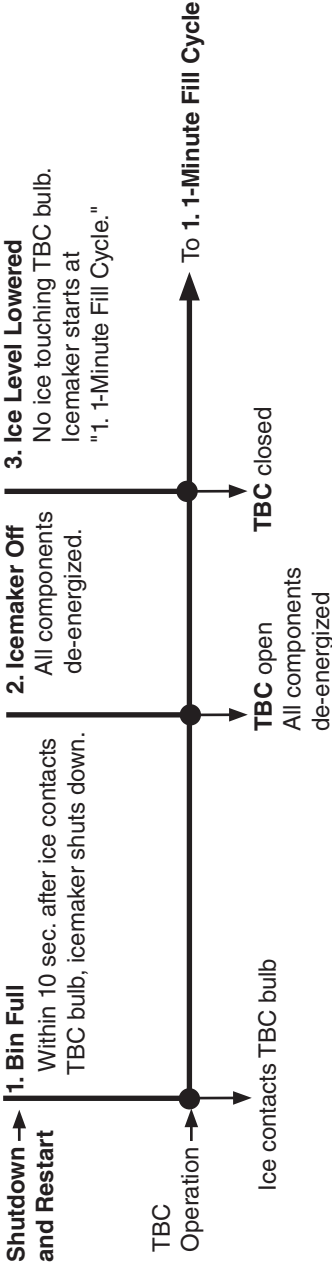 Shutdown
and Restart
1. Bin Full
Within 10 sec. after ice contacts
TBC bulb, icemaker shuts down.
2. Icemaker Off
All components
de-energized.
3. Ice Level Lowered
No ice touching TBC bulb.
Icemaker starts at
"1. 1-Minute Fill Cycle."
TBC
Operation
To 1. 1-Minute Fill Cycle
Ice contacts TBC bulb
TBC open
All components
de-energized
TBC closed